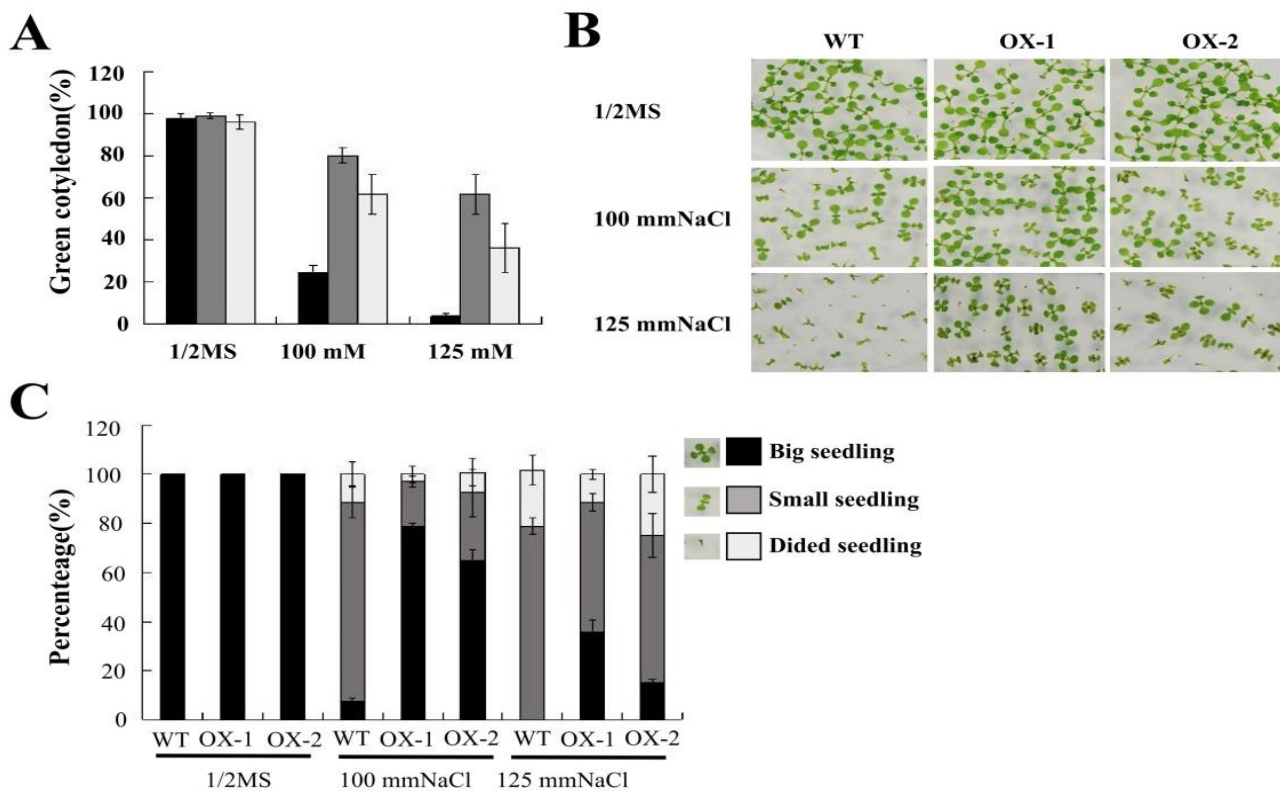 A
Green cotyledon(%)
120
100
80
60
40
20
0
1/2MS 100 mM 125 mM
B
WT OX-1 OX-2
1/2MS
100 mmNaCl
125 mmNaCl
C
Percenteage(%)
120
100
80
60
40
20
0
WT OX-1 OX-2 WT OX-1 OX-2 WT OX-1 OX-2
1/2MS 100 mmNaCl 125 mmNaCl
Big seedling
Small seedling
Dided seedling